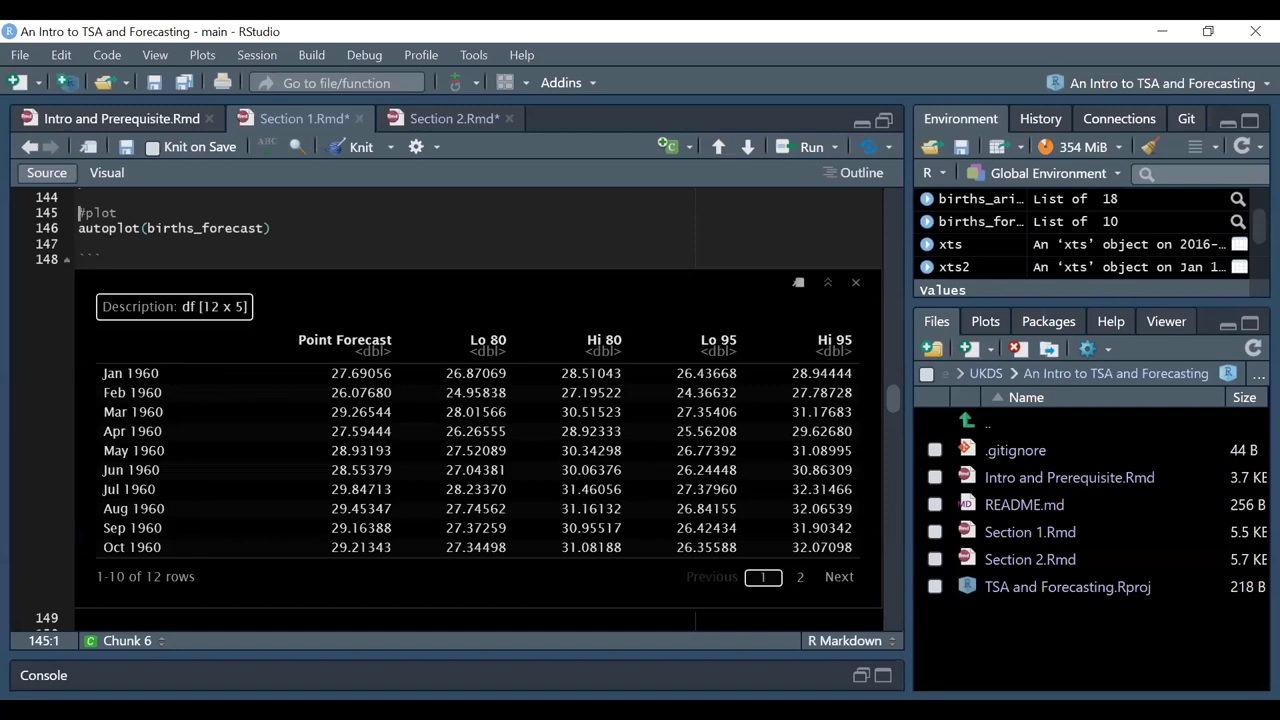 An Intro to TSA and Forecasting - main - RStudio
File Edit Code View Plots Session Build Debug Profile Tools Help
Go to file/function Addins An Intro to TSA and Forecasting
Intro and Prerequisite.Rmd Section 1.Rmd* Section 2.Rmd*
Knit on Save ABC Knit Run
Source Visual Outline
144
145 #plot
146 autoplot(births_forecast)
147
148 ```
Description: df [12 x 5]
Point Forecast Lo 80 Hi 80 Lo 95 Hi 95
<dbl> <dbl> <dbl> <dbl> <dbl>
Jan 1960 27.69056 26.87069 28.51043 26.43668 28.94444
Feb 1960 26.07680 24.95838 27.19522 24.36632 27.78728
Mar 1960 29.26544 28.01566 30.51523 27.35406 31.17683
Apr 1960 27.59444 26.26555 28.92333 25.56208 29.62680
May 1960 28.93193 27.52089 30.34298 26.77392 31.08995
Jun 1960 28.55379 27.04381 30.06376 26.24448 30.86309
Jul 1960 29.84713 28.23370 31.46056 27.37960 32.31466
Aug 1960 29.45347 27.74562 31.16132 26.84155 32.06539
Sep 1960 29.16388 27.37259 30.95517 26.42434 31.90342
Oct 1960 29.21343 27.34498 31.08188 26.35588 32.07098
1-10 of 12 rows Previous 1 2 Next
149
145:1 Chunk 6 R Markdown
Console
Environment History Connections Git
354 MiB
R Global Environment
births_ari… List of 18
births_for… List of 10
xts An ‘xts’ object on 2016-…
xts2 An ‘xts’ object on Jan 1…
Values
Files Plots Packages Help Viewer
UKDS An Intro to TSA and Forecasting ...
Name Size
..
.gitignore 44 B
Intro and Prerequisite.Rmd 3.7 KE
README.md 256 B
Section 1.Rmd 5.5 KE
Section 2.Rmd 5.7 KE
TSA and Forecasting.Rproj 218 B